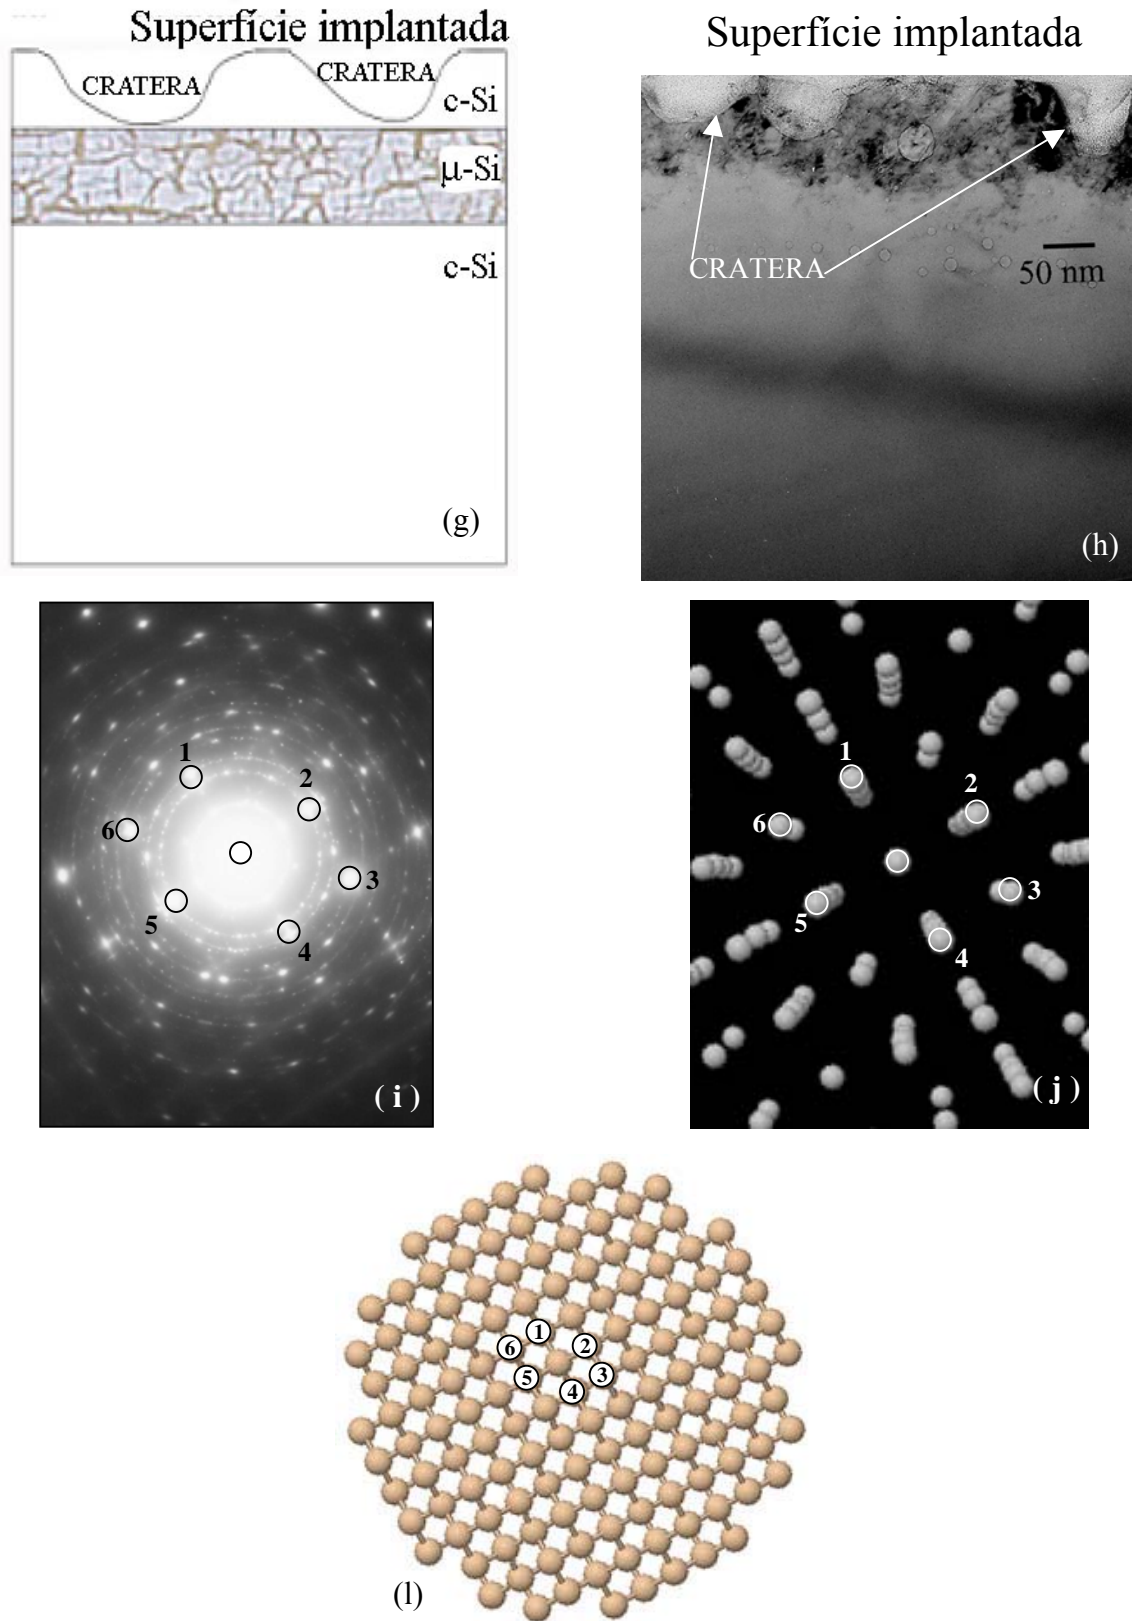 Superfície implantada
CRATERA
CRATERA
c-Si
μ-Si
c-Si
(g)
Superfície implantada
CRATERA
50 nm
(h)
1
2
3
4
5
6
( i )
1
2
3
4
5
6
( j )
1
2
3
4
5
6
(l)